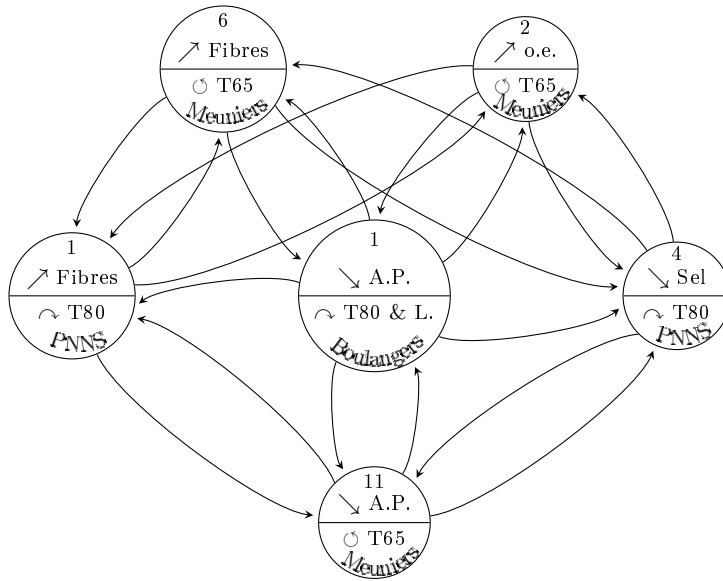 6
↗ Fibres
↺ T65
Meuniers
2
↗ o.e.
↺ T65
Meuniers
1
↗ Fibres
↷ T80
PNNS
1
↘ A.P.
↷ T80 & L.
Boulangers
4
↘ Sel
↷ T80
PNNS
11
↘ A.P.
↺ T65
Meuniers